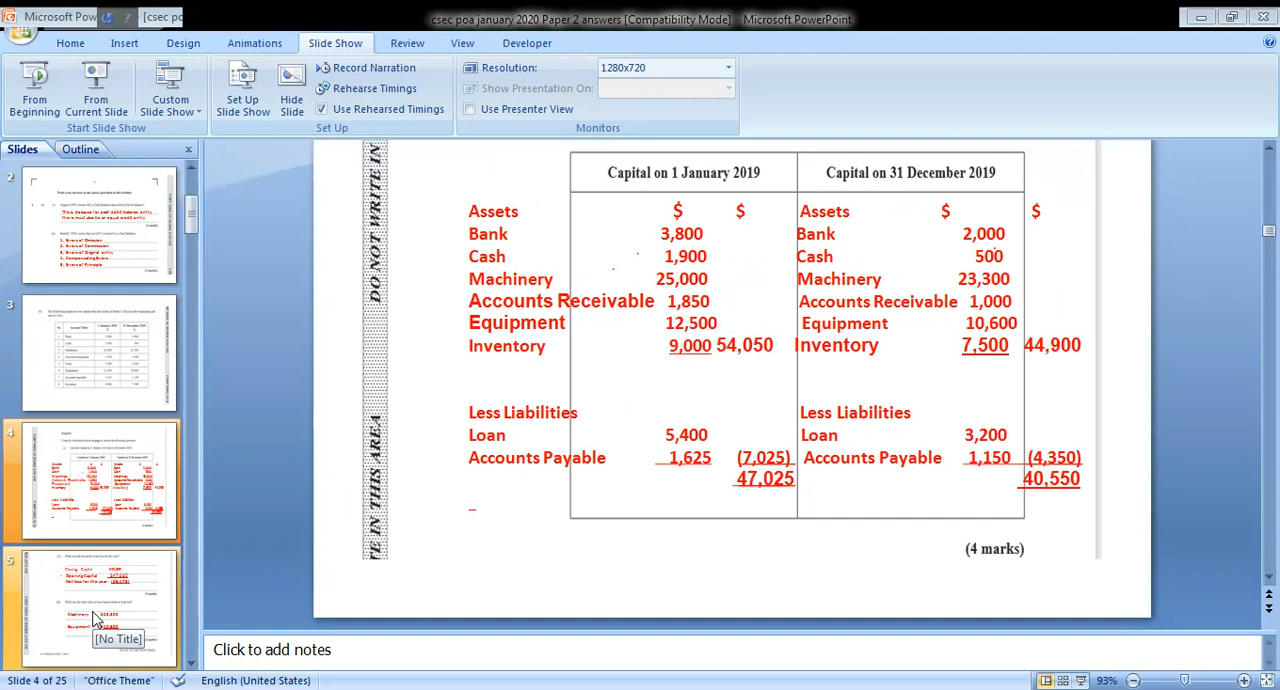 Microsoft Pow
[csec po
csec poa january 2020 Paper 2 answers [Compatibility Mode] - Microsoft PowerPoint
Home Insert Design Animations Slide Show Review View Developer
From Beginning
From Current Slide
Custom Slide Show
Start Slide Show
Set Up Slide Show
Hide Slide
Record Narration
Rehearse Timings
Use Rehearsed Timings
Set Up
Resolution: 1280x720
Show Presentation On:
Use Presenter View
Monitors
Slides Outline
2
3
4
5
[No Title]
DO NOT WRITE IN
TE IN THIS AREA
Capital on 1 January 2019 Capital on 31 December 2019
Assets $ $ Assets $ $
Bank 3,800 Bank 2,000
Cash 1,900 Cash 500
Machinery 25,000 Machinery 23,300
Accounts Receivable 1,850 Accounts Receivable 1,000
Equipment 12,500 Equipment 10,600
Inventory 9,000 54,050 Inventory 7,500 44,900
Less Liabilities Less Liabilities
Loan 5,400 Loan 3,200
Accounts Payable 1,625 (7,025) Accounts Payable 1,150 (4,350)
47,025 40,550
(4 marks)
Click to add notes
Slide 4 of 25 "Office Theme" English (United States) 93%